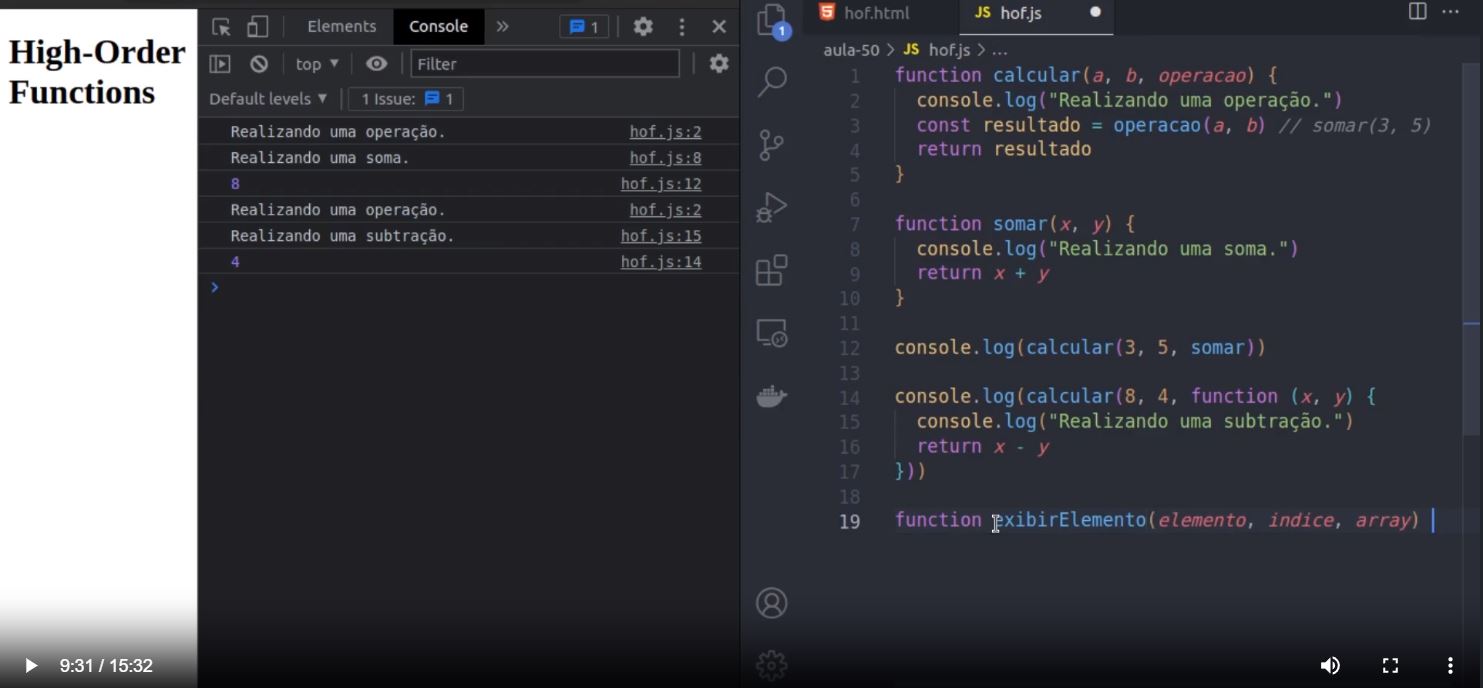 High-Order
Functions
Elements Console » 1
top ▼ Filter
Default levels ▼ 1 Issue: 1
Realizando uma operação. hof.js:2
Realizando uma soma. hof.js:8
8 hof.js:12
Realizando uma operação. hof.js:2
Realizando uma subtração. hof.js:15
4 hof.js:14
>
1
5 hof.html JS hof.js ● ...
aula-50 > JS hof.js > ...
1 function calcular(a, b, operacao) {
2 console.log("Realizando uma operação.")
3 const resultado = operacao(a, b) // somar(3, 5)
4 return resultado
5 }
6
7 function somar(x, y) {
8 console.log("Realizando uma soma.")
9 return x + y
10 }
11
12 console.log(calcular(3, 5, somar))
13
14 console.log(calcular(8, 4, function (x, y) {
15 console.log("Realizando uma subtração.")
16 return x - y
17 }))
18
19 function exibirElemento(elemento, indice, array)
9:31 / 15:32